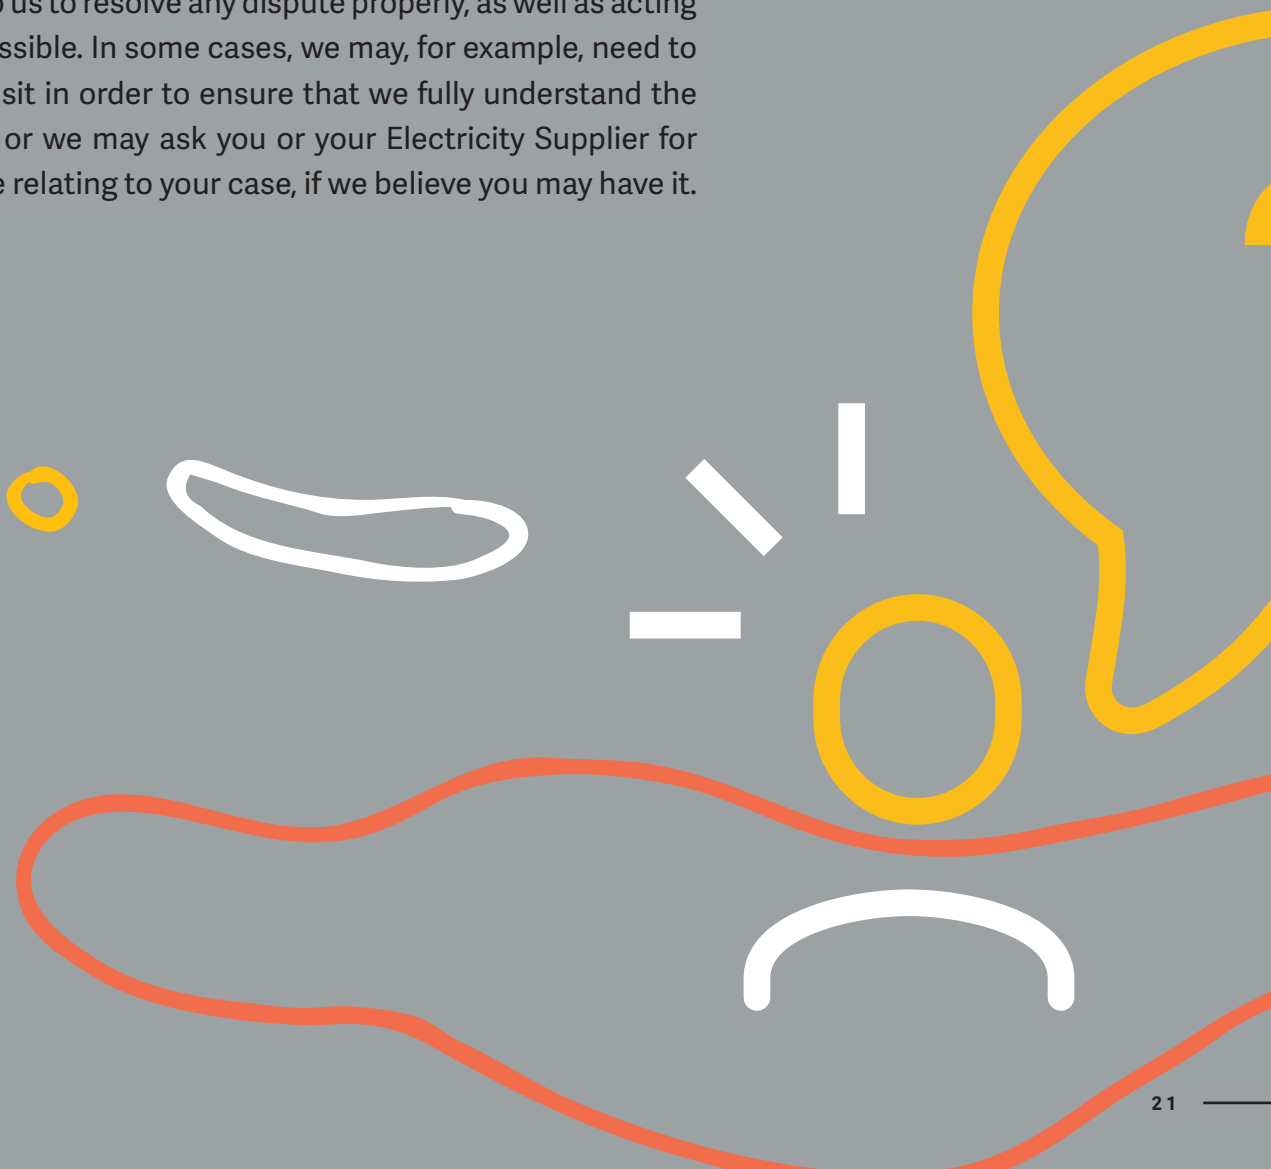 us to resolve any dispute properly, as well as acting
ssible. In some cases, we may, for example, need to
sit in order to ensure that we fully understand the
or we may ask you or your Electricity Supplier for
e relating to your case, if we believe you may have it.
21